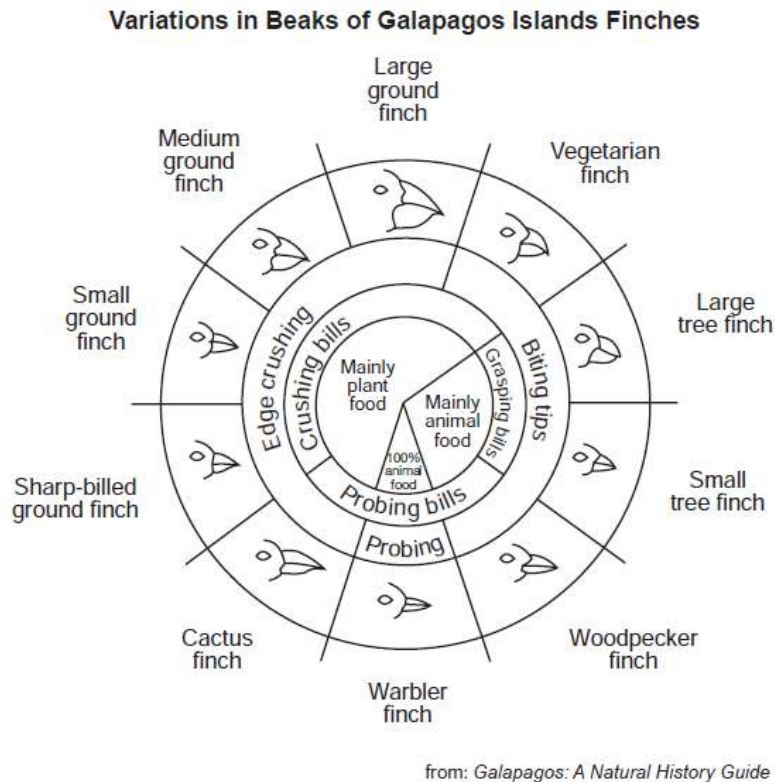 Variations in Beaks of Galapagos Islands Finches
Large
ground
finch
Medium
ground
finch
Vegetarian
finch
Small
ground
finch
Large
tree finch
Edge crushing
Crushing bills
Mainly
plant
food
Mainly
animal
food
Grasping bills
Biting tips
100%
animal
food
Probing bills
Probing
Sharp-billed
ground finch
Small
tree finch
Cactus
finch
Woodpecker
finch
Warbler
finch
from: Galapagos: A Natural History Guide